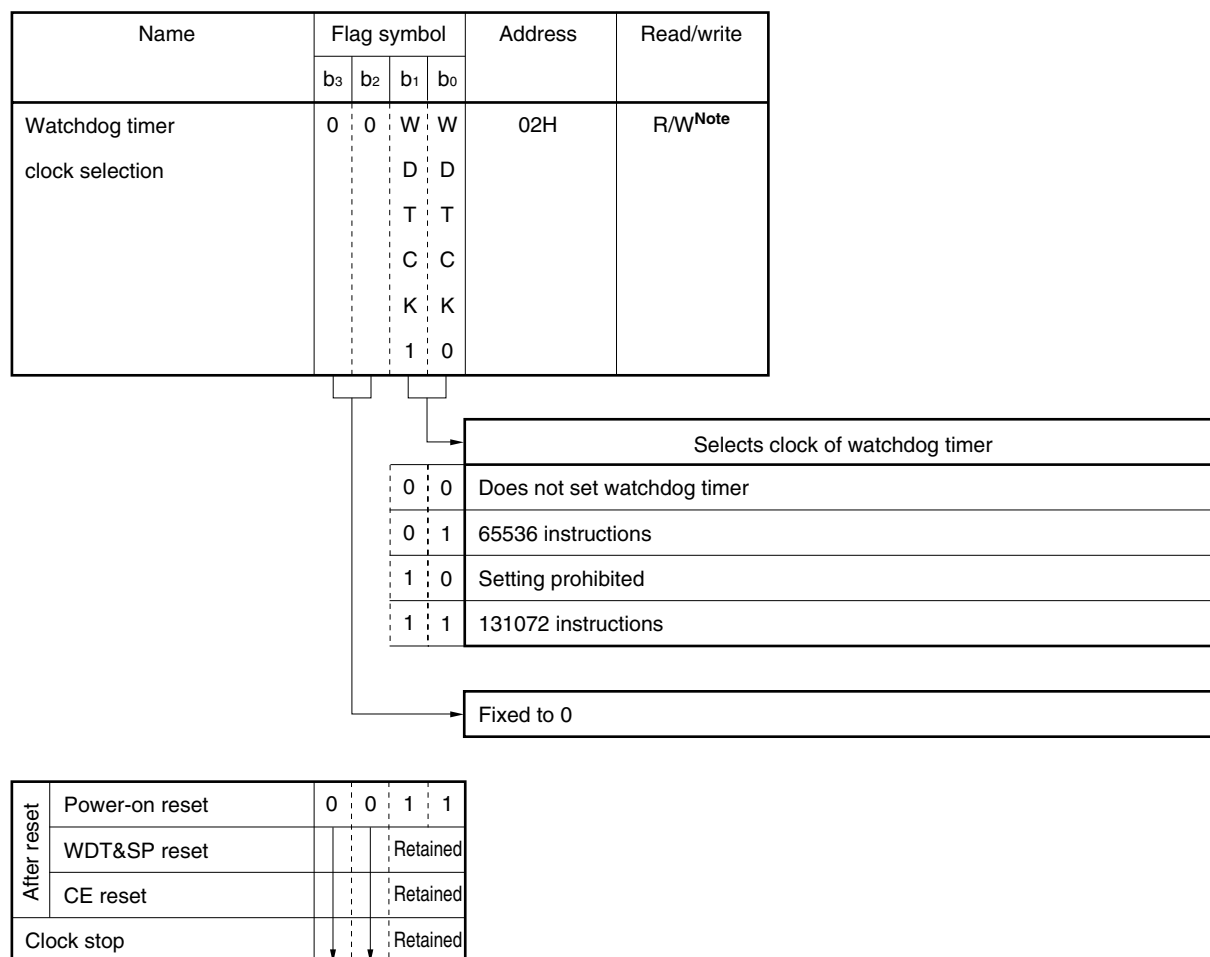 Name Flag symbol Address Read/write
b3 b2 b1 b0
Watchdog timer 0 0 W W 02H R/WNote
clock selection D D
T T
C C
K K
1 0
Selects clock of watchdog timer
0 0 Does not set watchdog timer
0 1 65536 instructions
1 0 Setting prohibited
1 1 131072 instructions
Fixed to 0
After reset
Power-on reset 0 0 1 1
WDT&SP reset Retained
CE reset Retained
Clock stop Retained